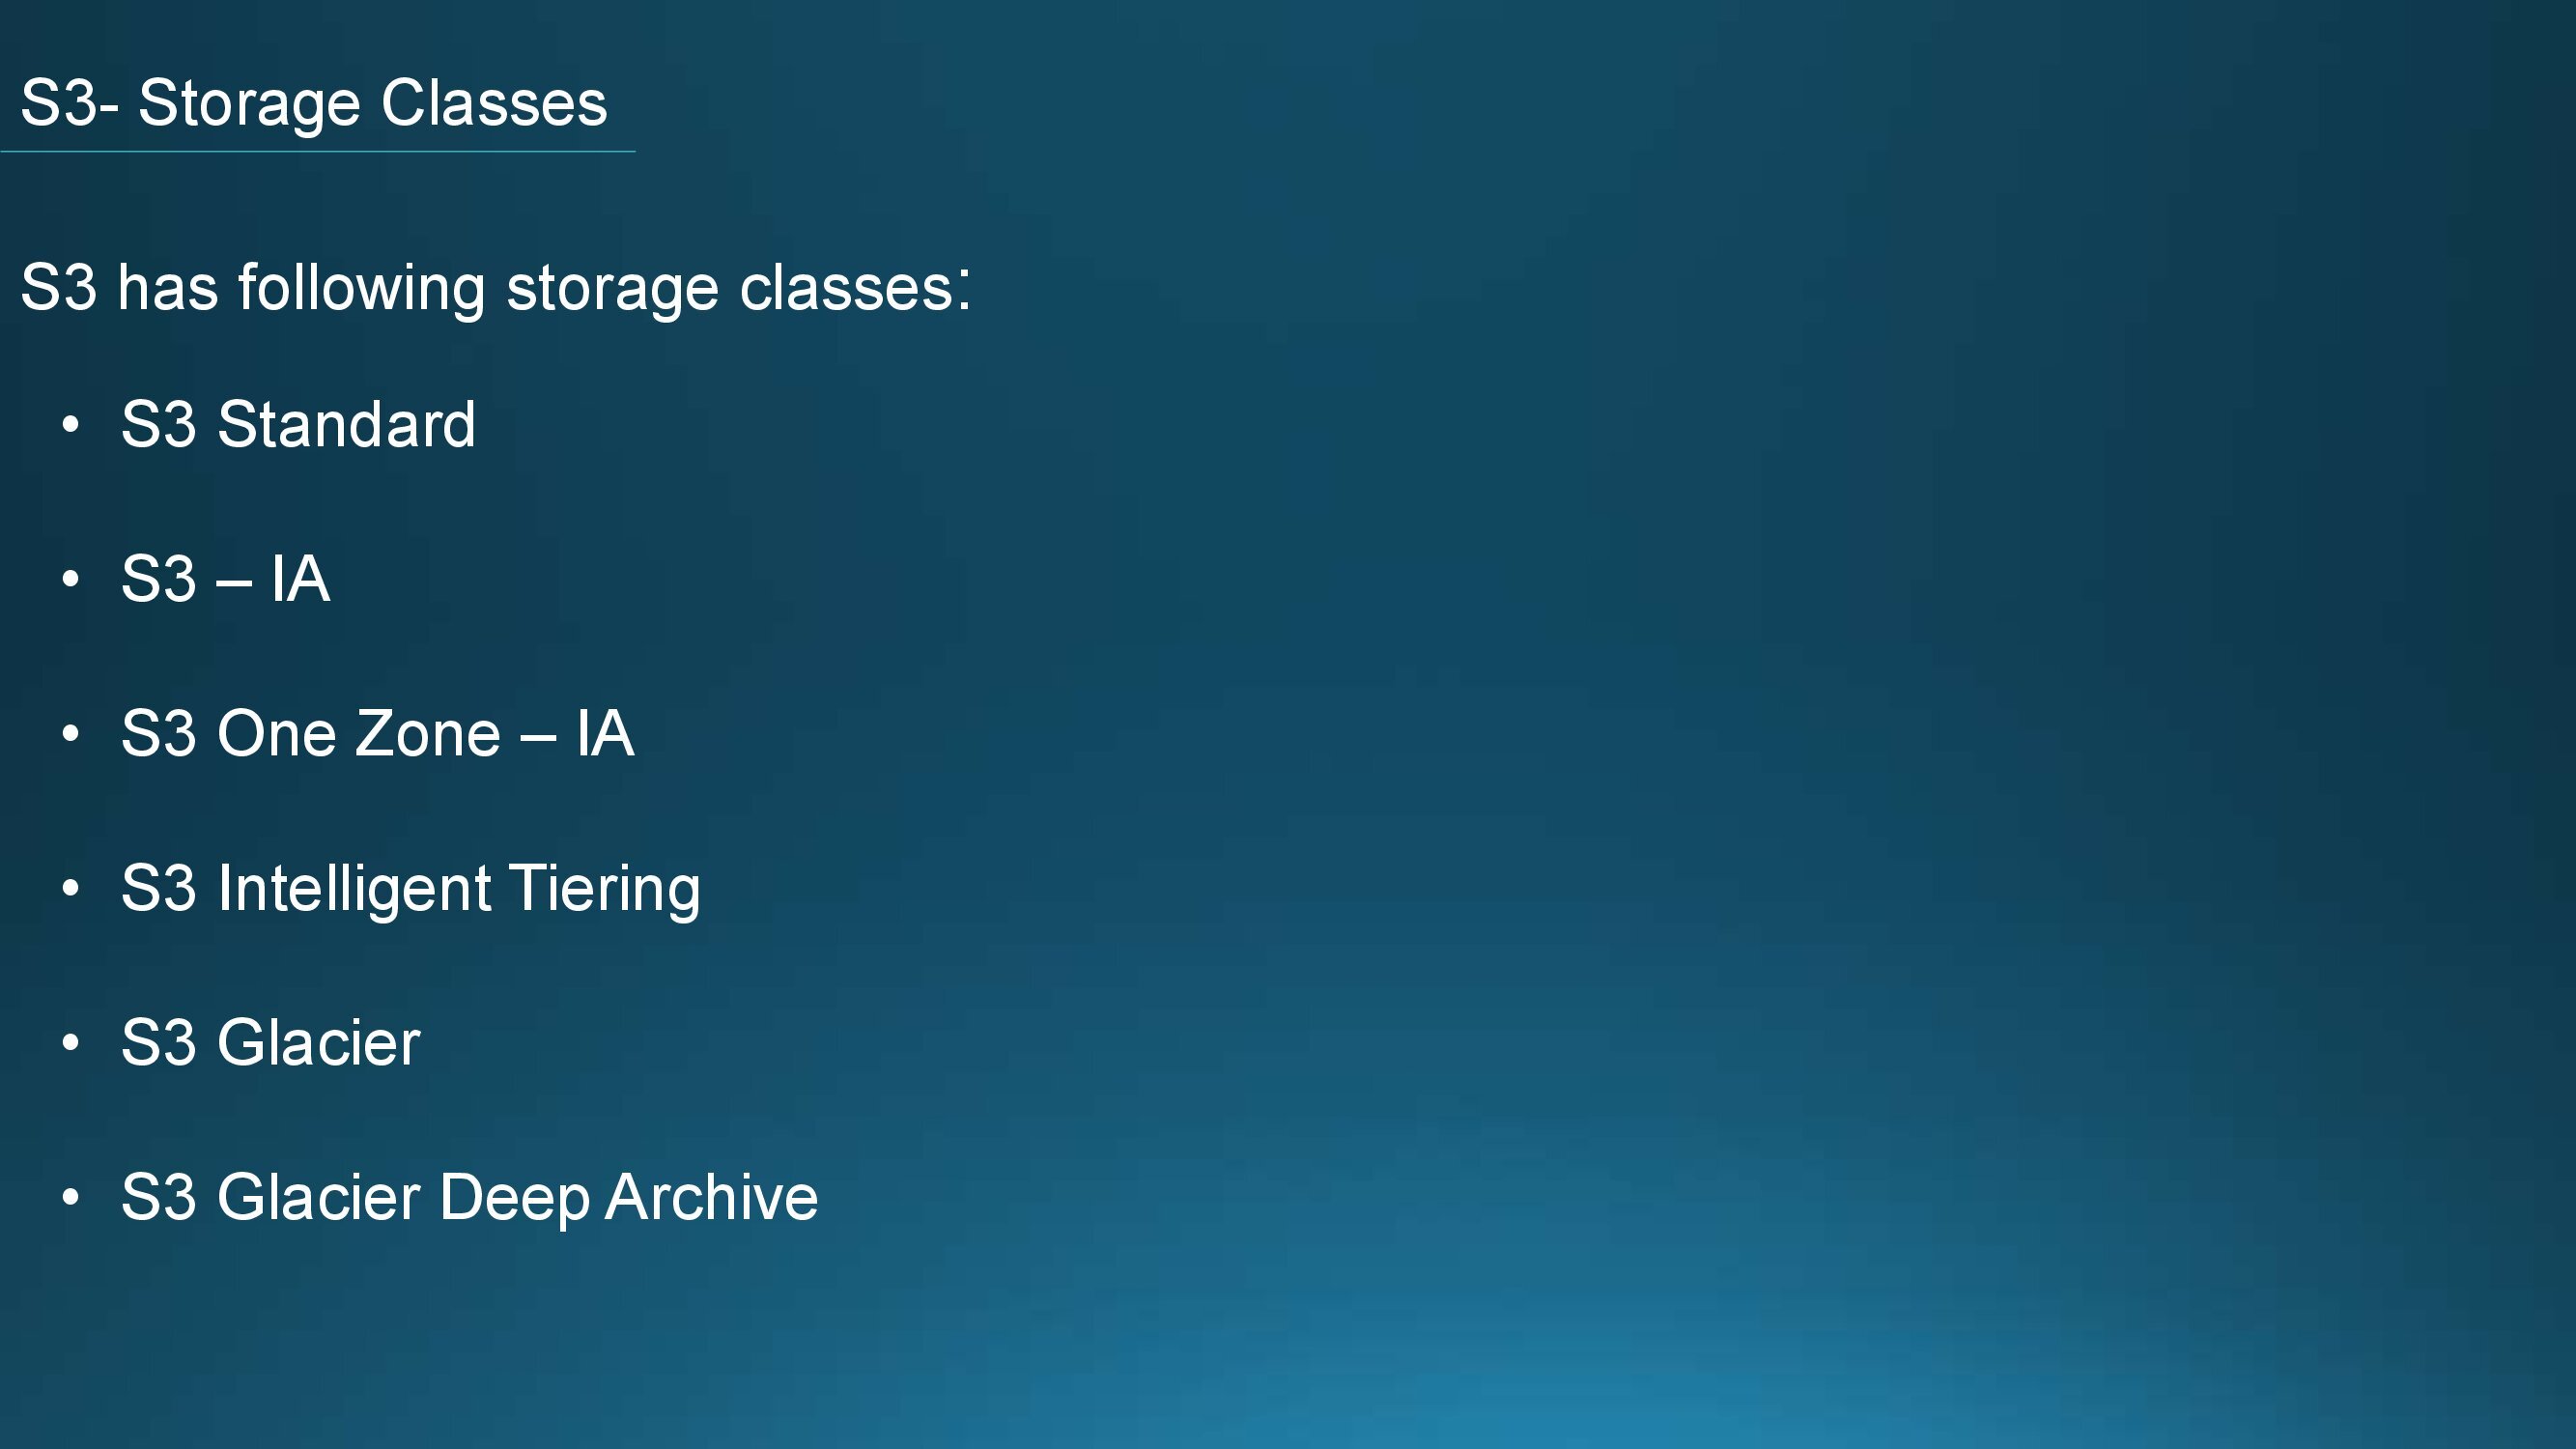 S3- Storage Classes
S3 has following storage classes:
• S3 Standard
• S3 – IA
• S3 One Zone – IA
• S3 Intelligent Tiering
• S3 Glacier
• S3 Glacier Deep Archive